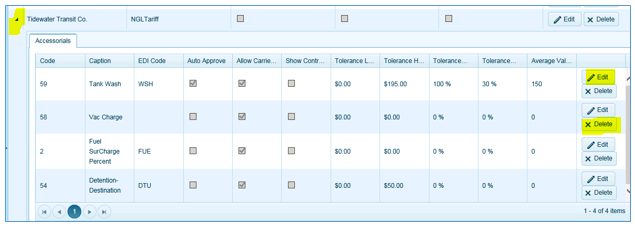 Tidewater Transit Co. NGLTariff Edit Delete
Accessorials
Code Caption EDI Code Auto Approve Allow Carrie... Show Contr... Tolerance L... Tolerance H... Tolerance... Tolerance... Average Val...
59 Tank Wash WSH $0.00 $195.00 100 % 30 % 150 Edit
Delete
58 Vac Charge $0.00 $0.00 0 % 0 % 0 Edit
Delete
Fuel
2 SurCharge FUE $0.00 $0.00 0 % 0 % 0 Edit
Percent Delete
54 Detention- DTU $0.00 $50.00 0 % 0 % 0 Edit
Destination Delete
1 1 - 4 of 4 items